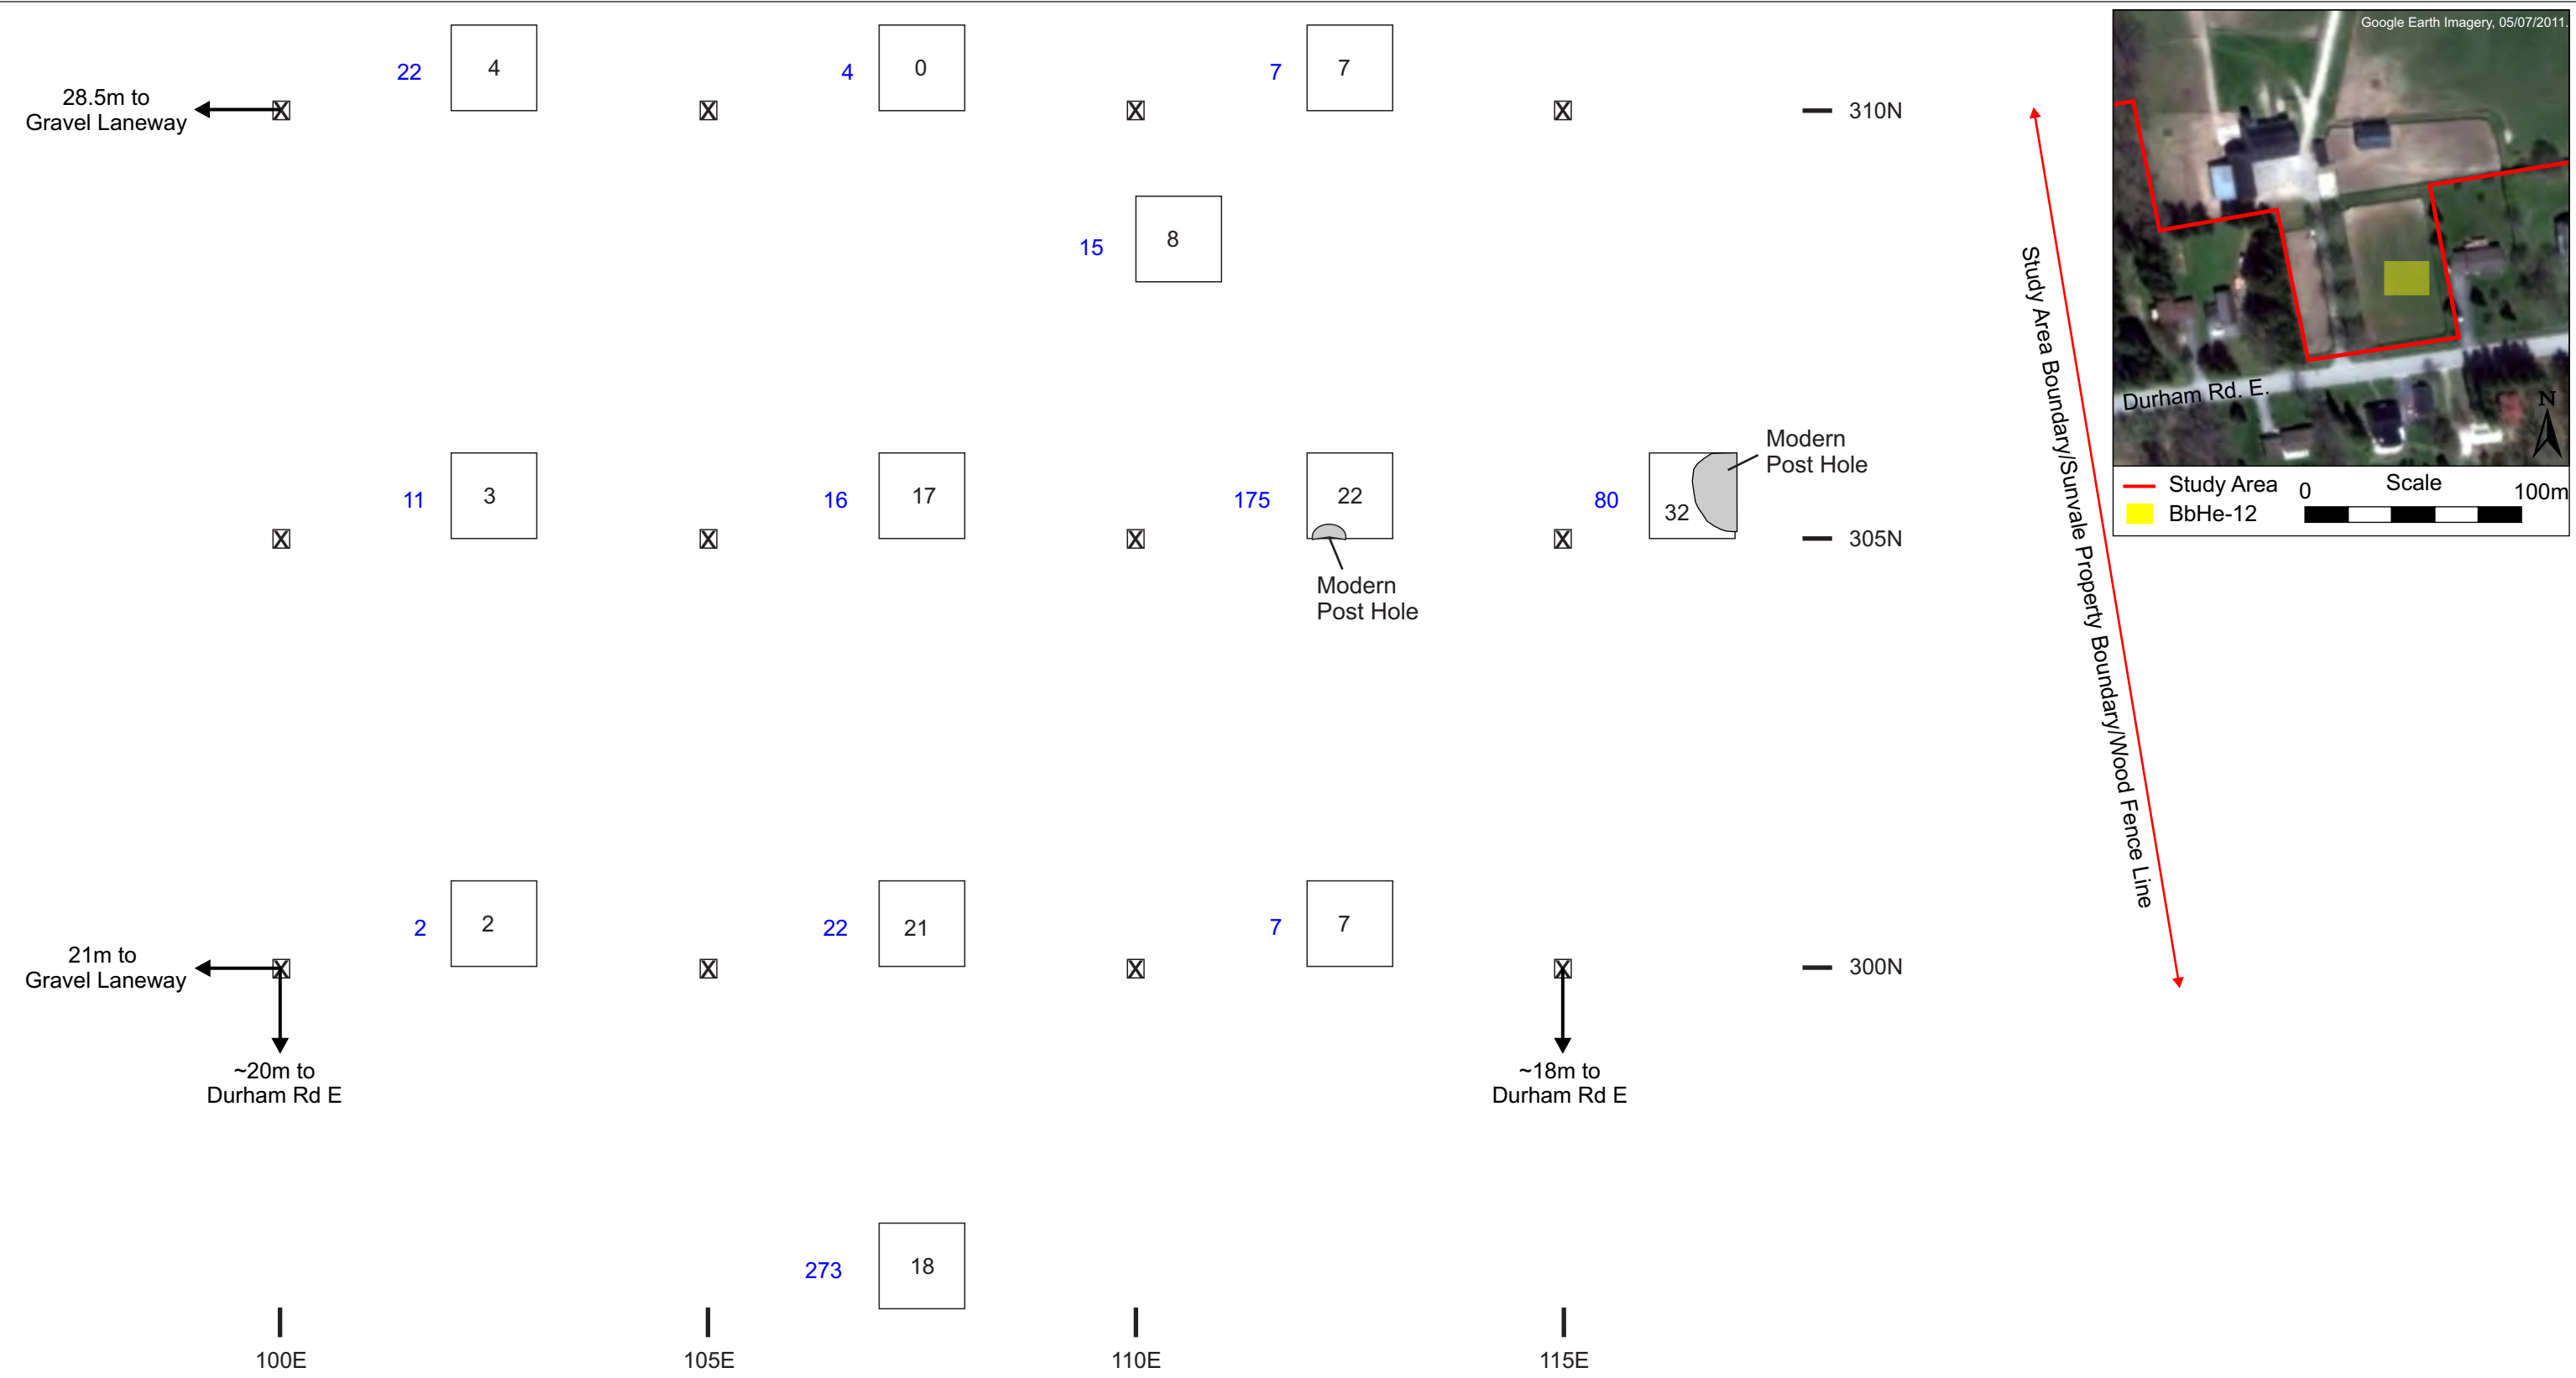 Google Earth Imagery, 05/07/2011.
22
4
4
0
7
7
28.5m to
Gravel Laneway
X
X
X
X
310N
15
8
Study Area Boundary/Sunvale Property Boundary/Wood Fence Line
Durham Rd. E.
N
Study Area
0
Scale
100m
BbHe-12
Modern
Post Hole
11
3
16
17
175
22
80
32
X
X
X
X
305N
Modern
Post Hole
2
2
22
21
7
7
21m to
Gravel Laneway
X
X
X
X
300N
~20m to
Durham Rd E
~18m to
Durham Rd E
273
18
100E
105E
110E
115E